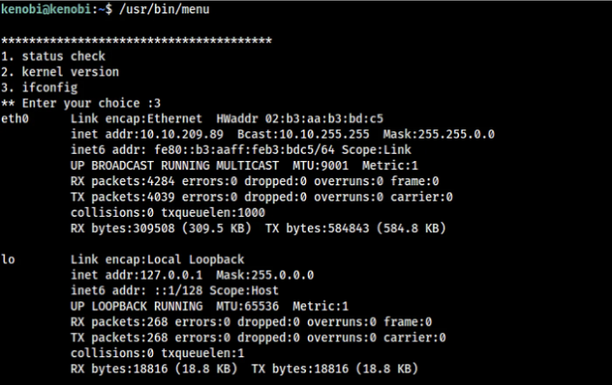 kenobi@kenobi:~$ /usr/bin/menu
***************************************
1. status check
2. kernel version
3. ifconfig
** Enter your choice :3
eth0      Link encap:Ethernet  HWaddr 02:b3:aa:b3:bd:c5
          inet addr:10.10.209.89  Bcast:10.10.255.255  Mask:255.255.0.0
          inet6 addr: fe80::b3:aaff:feb3:bdc5/64 Scope:Link
          UP BROADCAST RUNNING MULTICAST  MTU:9001  Metric:1
          RX packets:4284 errors:0 dropped:0 overruns:0 frame:0
          TX packets:4039 errors:0 dropped:0 overruns:0 carrier:0
          collisions:0 txqueuelen:1000
          RX bytes:309508 (309.5 KB)  TX bytes:584843 (584.8 KB)
lo        Link encap:Local Loopback
          inet addr:127.0.0.1  Mask:255.0.0.0
          inet6 addr: ::1/128 Scope:Host
          UP LOOPBACK RUNNING  MTU:65536  Metric:1
          RX packets:268 errors:0 dropped:0 overruns:0 frame:0
          TX packets:268 errors:0 dropped:0 overruns:0 carrier:0
          collisions:0 txqueuelen:1
          RX bytes:18816 (18.8 KB)  TX bytes:18816 (18.8 KB)